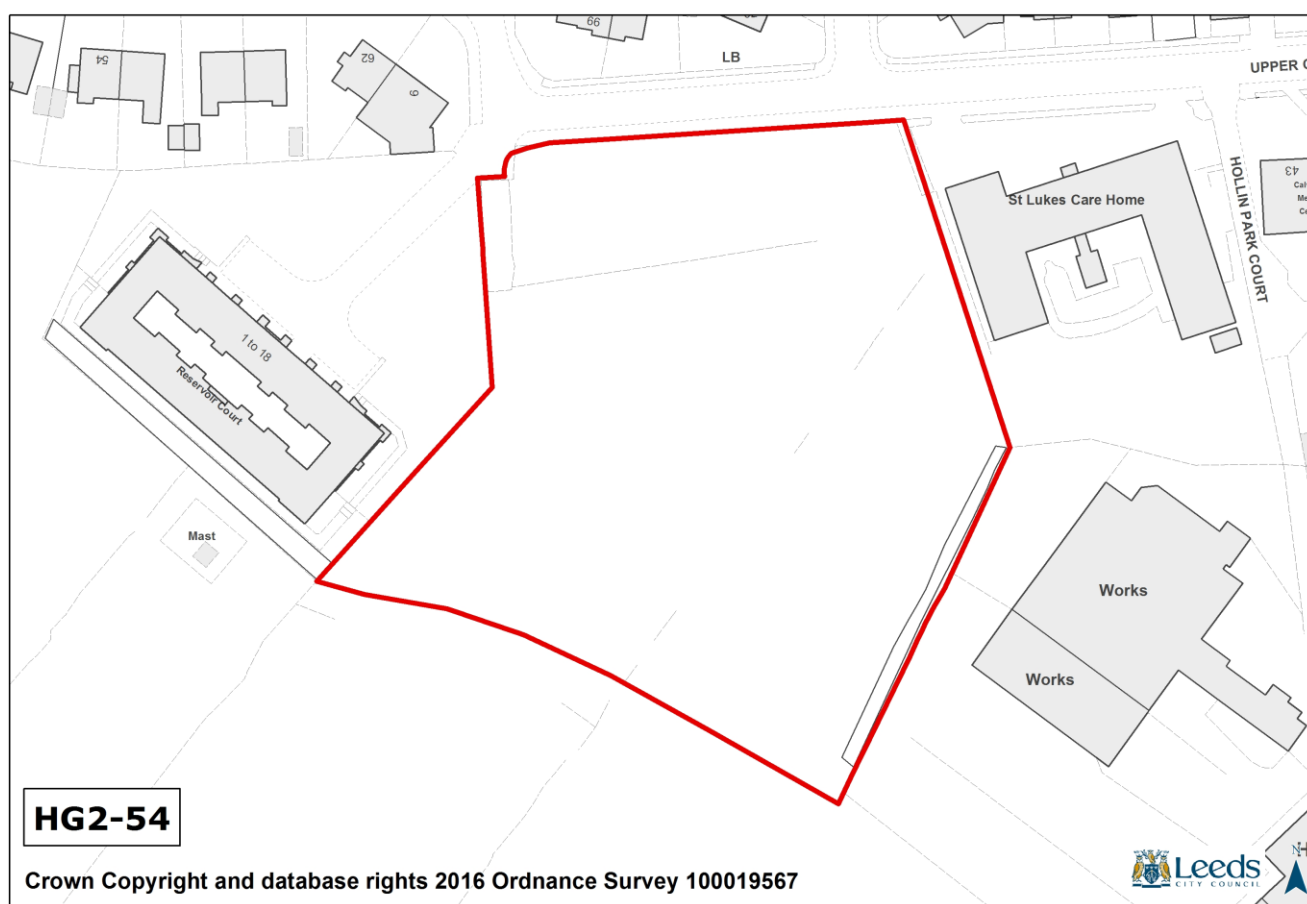 66
LB
UPPER
54
62
9
43
St Lukes Care Home
HOLLIN PARK COURT
1 to 18
Reservoir Court
Mast
Works
Works
HG2-54
Crown Copyright and database rights 2016 Ordnance Survey 100019567
Leeds
CITY COUNCIL
N